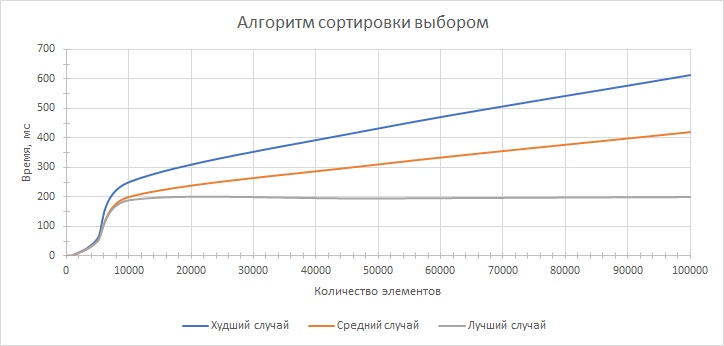 Алгоритм сортировки выбором
700
600
500
400
300
200
100
0
Время, мс
0 10000 20000 30000 40000 50000 60000 70000 80000 90000 100000
Количество элементов
Худший случай Средний случай Лучший случай